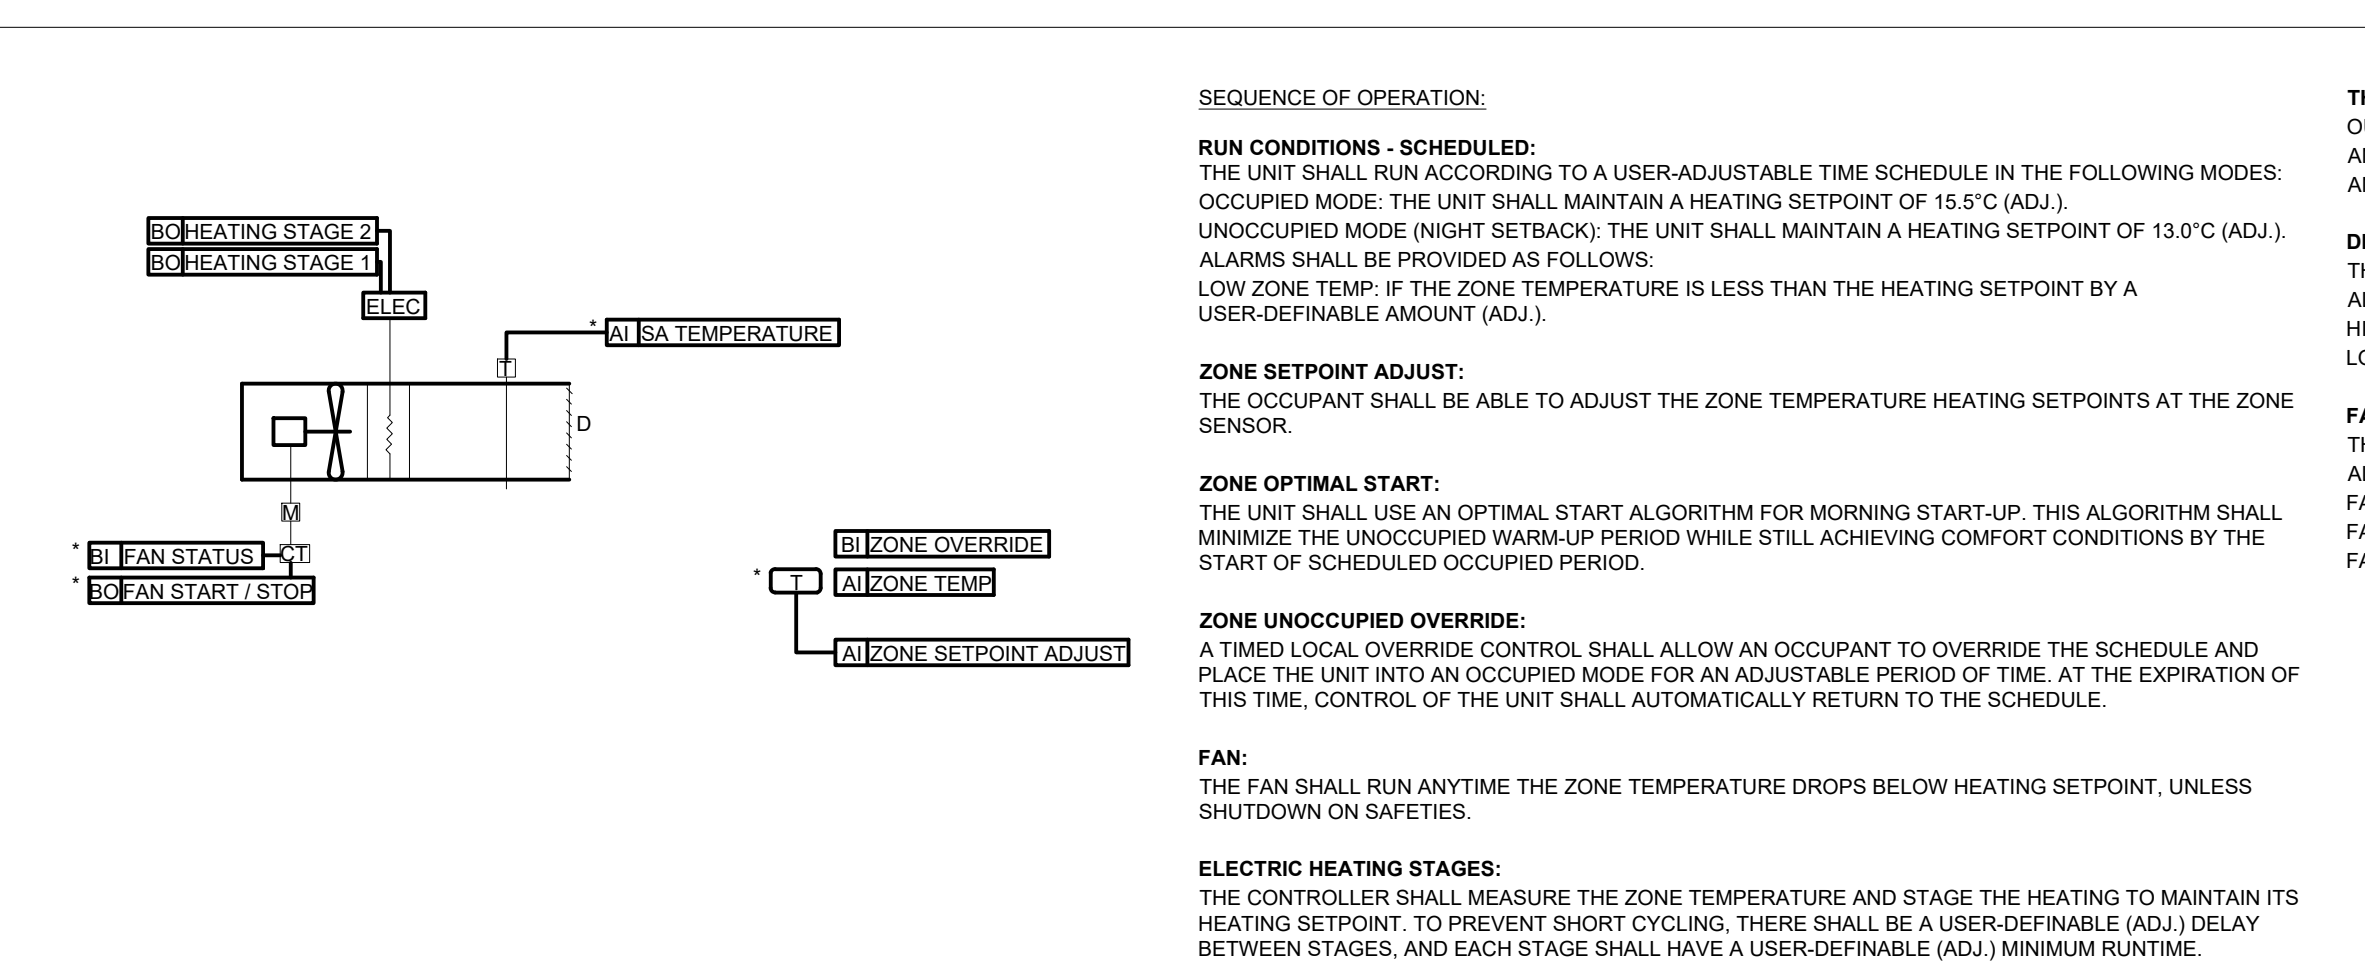 BO HEATING STAGE 2
BO HEATING STAGE 1
ELEC
* AI SA TEMPERATURE
T
D
M
* BI FAN STATUS CT
* BO FAN START / STOP
BI ZONE OVERRIDE
* T AI ZONE TEMP
AI ZONE SETPOINT ADJUST
SEQUENCE OF OPERATION:
RUN CONDITIONS - SCHEDULED:
THE UNIT SHALL RUN ACCORDING TO A USER-ADJUSTABLE TIME SCHEDULE IN THE FOLLOWING MODES:
OCCUPIED MODE: THE UNIT SHALL MAINTAIN A HEATING SETPOINT OF 15.5°C (ADJ.).
UNOCCUPIED MODE (NIGHT SETBACK): THE UNIT SHALL MAINTAIN A HEATING SETPOINT OF 13.0°C (ADJ.).
ALARMS SHALL BE PROVIDED AS FOLLOWS:
LOW ZONE TEMP: IF THE ZONE TEMPERATURE IS LESS THAN THE HEATING SETPOINT BY A
USER-DEFINABLE AMOUNT (ADJ.).
ZONE SETPOINT ADJUST:
THE OCCUPANT SHALL BE ABLE TO ADJUST THE ZONE TEMPERATURE HEATING SETPOINTS AT THE ZONE
SENSOR.
ZONE OPTIMAL START:
THE UNIT SHALL USE AN OPTIMAL START ALGORITHM FOR MORNING START-UP. THIS ALGORITHM SHALL
MINIMIZE THE UNOCCUPIED WARM-UP PERIOD WHILE STILL ACHIEVING COMFORT CONDITIONS BY THE
START OF SCHEDULED OCCUPIED PERIOD.
ZONE UNOCCUPIED OVERRIDE:
A TIMED LOCAL OVERRIDE CONTROL SHALL ALLOW AN OCCUPANT TO OVERRIDE THE SCHEDULE AND
PLACE THE UNIT INTO AN OCCUPIED MODE FOR AN ADJUSTABLE PERIOD OF TIME. AT THE EXPIRATION OF
THIS TIME, CONTROL OF THE UNIT SHALL AUTOMATICALLY RETURN TO THE SCHEDULE.
FAN:
THE FAN SHALL RUN ANYTIME THE ZONE TEMPERATURE DROPS BELOW HEATING SETPOINT, UNLESS
SHUTDOWN ON SAFETIES.
ELECTRIC HEATING STAGES:
THE CONTROLLER SHALL MEASURE THE ZONE TEMPERATURE AND STAGE THE HEATING TO MAINTAIN ITS
HEATING SETPOINT. TO PREVENT SHORT CYCLING, THERE SHALL BE A USER-DEFINABLE (ADJ.) DELAY
BETWEEN STAGES, AND EACH STAGE SHALL HAVE A USER-DEFINABLE (ADJ.) MINIMUM RUNTIME.